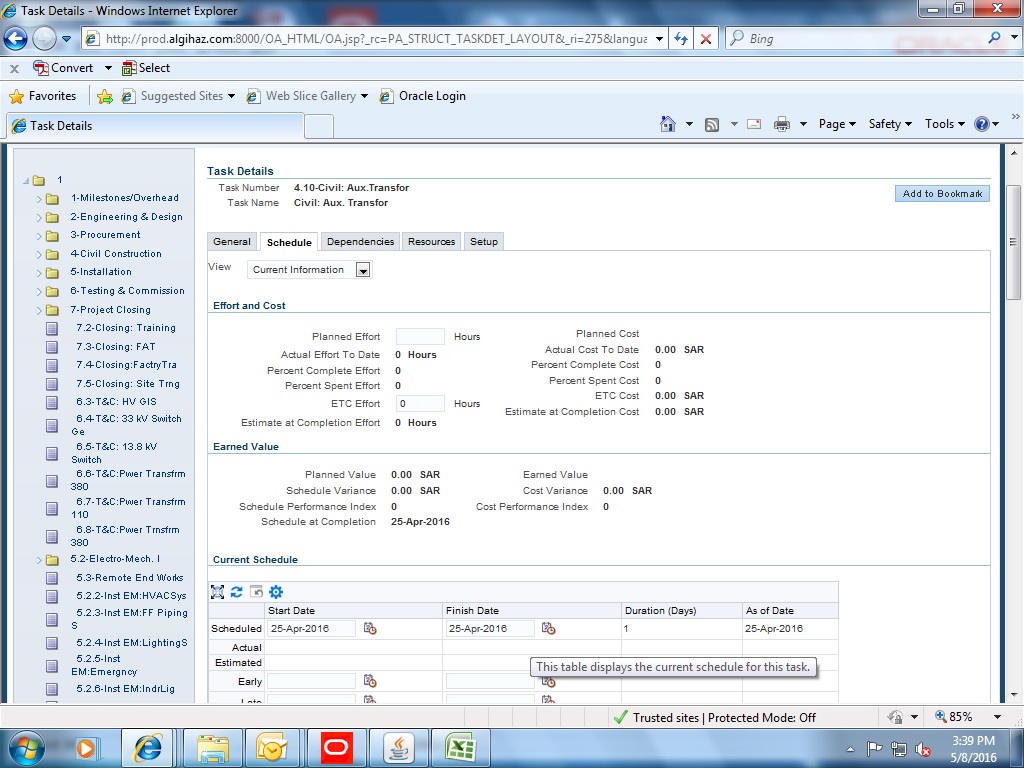 Task Details - Windows Internet Explorer
http://prod.algihaz.com:8000/OA_HTML/OA.jsp?_rc=PA_STRUCT_TASKDET_LAYOUT&_ri=275&langua
Bing
x Convert Select
Favorites Suggested Sites Web Slice Gallery Oracle Login
Task Details
Page Safety Tools
1
1-Milestones/Overhead
2-Engineering & Design
3-Procurement
4-Civil Construction
5-Installation
6-Testing & Commission
7-Project Closing
7.2-Closing: Training
7.3-Closing: FAT
7.4-Closing:FactryTra
7.5-Closing: Site Trng
6.3-T&C: HV GIS
6.4-T&C: 33 kV Switch
Ge
6.5-T&C: 13.8 kV
Switch
6.6-T&C:Pwer Transfrm
380
6.7-T&C:Pwer Transfrm
110
6.8-T&C:Pwer Trnsfrm
380
5.2-Electro-Mech. I
5.3-Remote End Works
5.2.2-Inst EM:HVACSys
5.2.3-Inst EM:FF Piping
S
5.2.4-Inst EM:LightingS
5.2.5-Inst
EM:Emergncy
5.2.6-Inst EM:IndrLig
Task Details
Task Number 4.10-Civil: Aux.Transfor
Task Name Civil: Aux. Transfor
Add to Bookmark
General Schedule Dependencies Resources Setup
View Current Information
Effort and Cost
Planned Effort Hours
Actual Effort To Date 0 Hours
Percent Complete Effort 0
Percent Spent Effort 0
ETC Effort 0 Hours
Estimate at Completion Effort 0 Hours
Planned Cost
Actual Cost To Date 0.00 SAR
Percent Complete Cost 0
Percent Spent Cost 0
ETC Cost 0.00 SAR
Estimate at Completion Cost 0.00 SAR
Earned Value
Planned Value 0.00 SAR
Schedule Variance 0.00 SAR
Schedule Performance Index 0
Schedule at Completion 25-Apr-2016
Earned Value
Cost Variance 0.00 SAR
Cost Performance Index 0
Current Schedule
Start Date Finish Date Duration (Days) As of Date
Scheduled 25-Apr-2016 25-Apr-2016 1 25-Apr-2016
Actual
Estimated
This table displays the current schedule for this task.
Early
Late
Trusted sites | Protected Mode: Off
85%
3:39 PM
5/8/2016